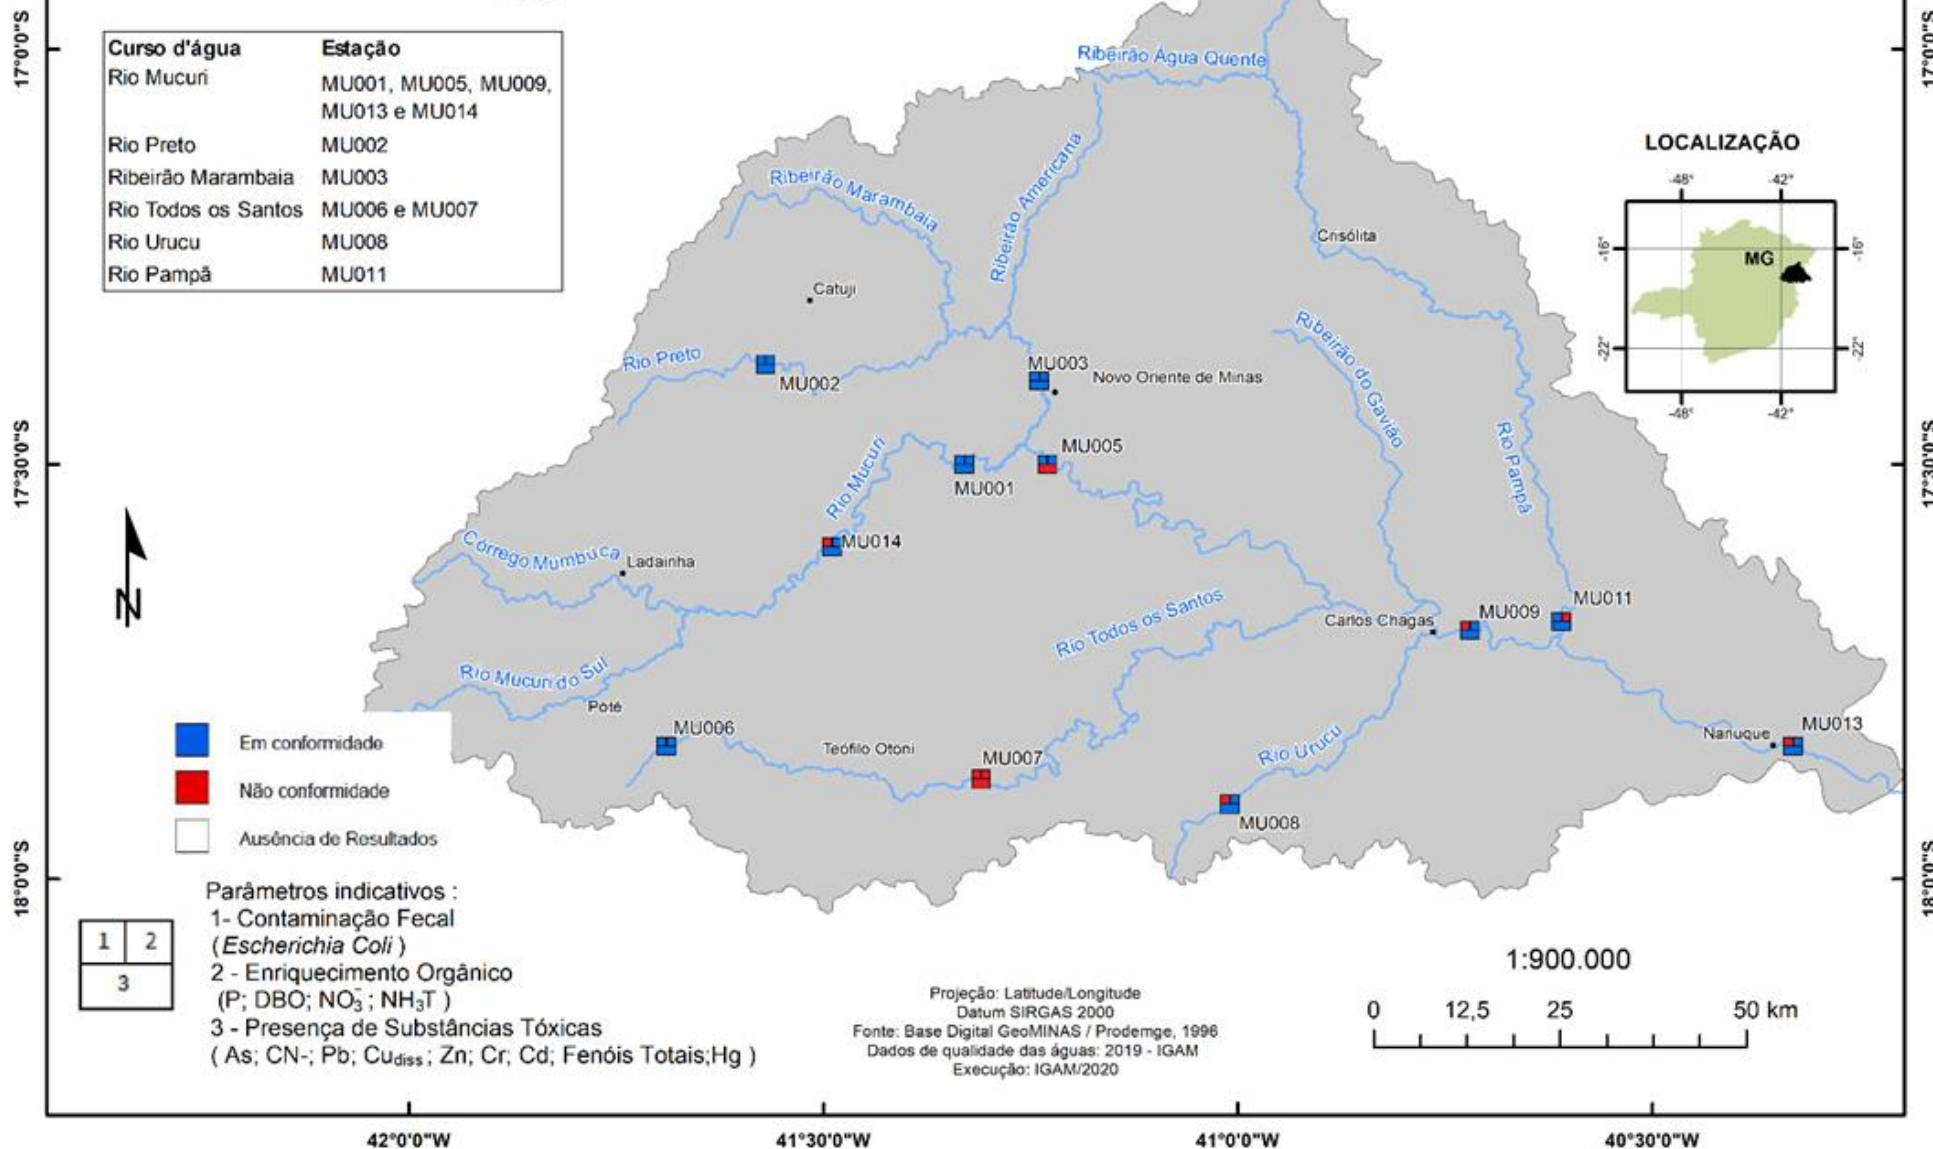 17°0'0"S
17°0'0"S
Curso d'água Estação
Rio Mucuri MU001, MU005, MU009,
MU013 e MU014
Rio Preto MU002
Ribeirão Marambaia MU003
Rio Todos os Santos MU006 e MU007
Rio Urucu MU008
Rio Pampã MU011
Ribeirão Água Quente
Ribeirão Marambaia
Ribeirão Americana
Crisólita
Catuji
LOCALIZAÇÃO
-48° -42°
-16° -16°
MG
-22° -22°
-48° -42°
Rio Preto
MU002
MU003
Novo Oriente de Minas
Ribeirão do Gavião
Rio Pampã
17°30'0"S
17°30'0"S
MU005
MU001
Rio Mucuri
MU014
Córrego Mumbuca
Ladainha
N
Rio Todos os Santos
Carlos Chagas
MU009
MU011
Rio Mucuri do Sul
Poté
MU006
Teófilo Otoni
MU007
Rio Urucu
MU008
Nanuque
MU013
Em conformidade
Não conformidade
Ausência de Resultados
18°0'0"S
18°0'0"S
Parâmetros indicativos :
1- Contaminação Fecal
(Escherichia Coli )
2 - Enriquecimento Orgânico
(P; DBO; NO₃⁻; NH₃T )
3 - Presença de Substâncias Tóxicas
( As; CN-; Pb; Cudiss; Zn; Cr; Cd; Fenóis Totais;Hg )
1 2
3
Projeção: Latitude/Longitude
Datum SIRGAS 2000
Fonte: Base Digital GeoMINAS / Prodemge, 1996
Dados de qualidade das águas: 2019 - IGAM
Execução: IGAM/2020
1:900.000
0 12,5 25 50 km
42°0'0"W 41°30'0"W 41°0'0"W 40°30'0"W